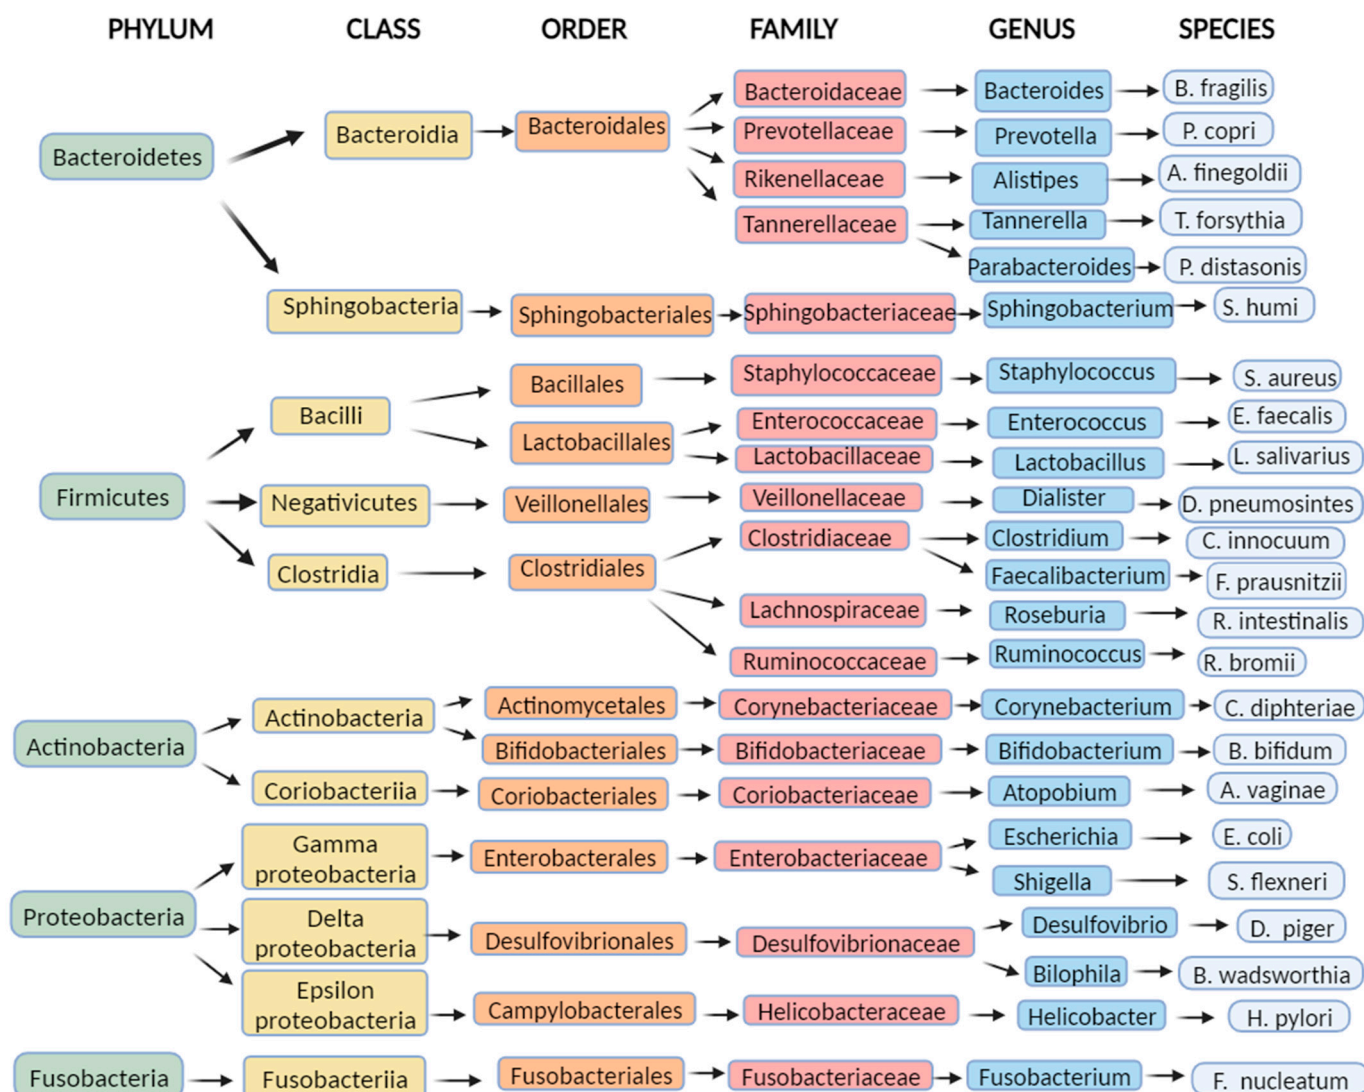 PHYLUM CLASS ORDER FAMILY GENUS SPECIES
Bacteroidetes
Bacteroidia
Bacteroidales
Bacteroidaceae Bacteroides B. fragilis
Prevotellaceae Prevotella P. copri
Rikenellaceae Alistipes A. finegoldii
Tannerellaceae Tannerella T. forsythia
Parabacteroides P. distasonis
Sphingobacteria Sphingobacteriales Sphingobacteriaceae Sphingobacterium S. humi
Firmicutes
Bacilli
Bacillales Staphylococcaceae Staphylococcus S. aureus
Lactobacillales
Enterococcaceae Enterococcus E. faecalis
Lactobacillaceae Lactobacillus L. salivarius
Negativicutes Veillonellales Veillonellaceae Dialister D. pneumosintes
Clostridia Clostridiales
Clostridiaceae Clostridium C. innocuum
Faecalibacterium F. prausnitzii
Lachnospiraceae Roseburia R. intestinalis
Ruminococcaceae Ruminococcus R. bromii
Actinobacteria
Actinobacteria
Actinomycetales Corynebacteriaceae Corynebacterium C. diphteriae
Bifidobacteriales Bifidobacteriaceae Bifidobacterium B. bifidum
Coriobacteriia Coriobacteriales Coriobacteriaceae Atopobium A. vaginae
Proteobacteria
Gamma
proteobacteria
Enterobacterales Enterobacteriaceae
Escherichia E. coli
Shigella S. flexneri
Delta
proteobacteria
Desulfovibrionales Desulfovibrionaceae
Desulfovibrio D. piger
Bilophila B. wadsworthia
Epsilon
proteobacteria
Campylobacterales Helicobacteraceae Helicobacter H. pylori
Fusobacteria Fusobacteriia Fusobacteriales Fusobacteriaceae Fusobacterium F. nucleatum